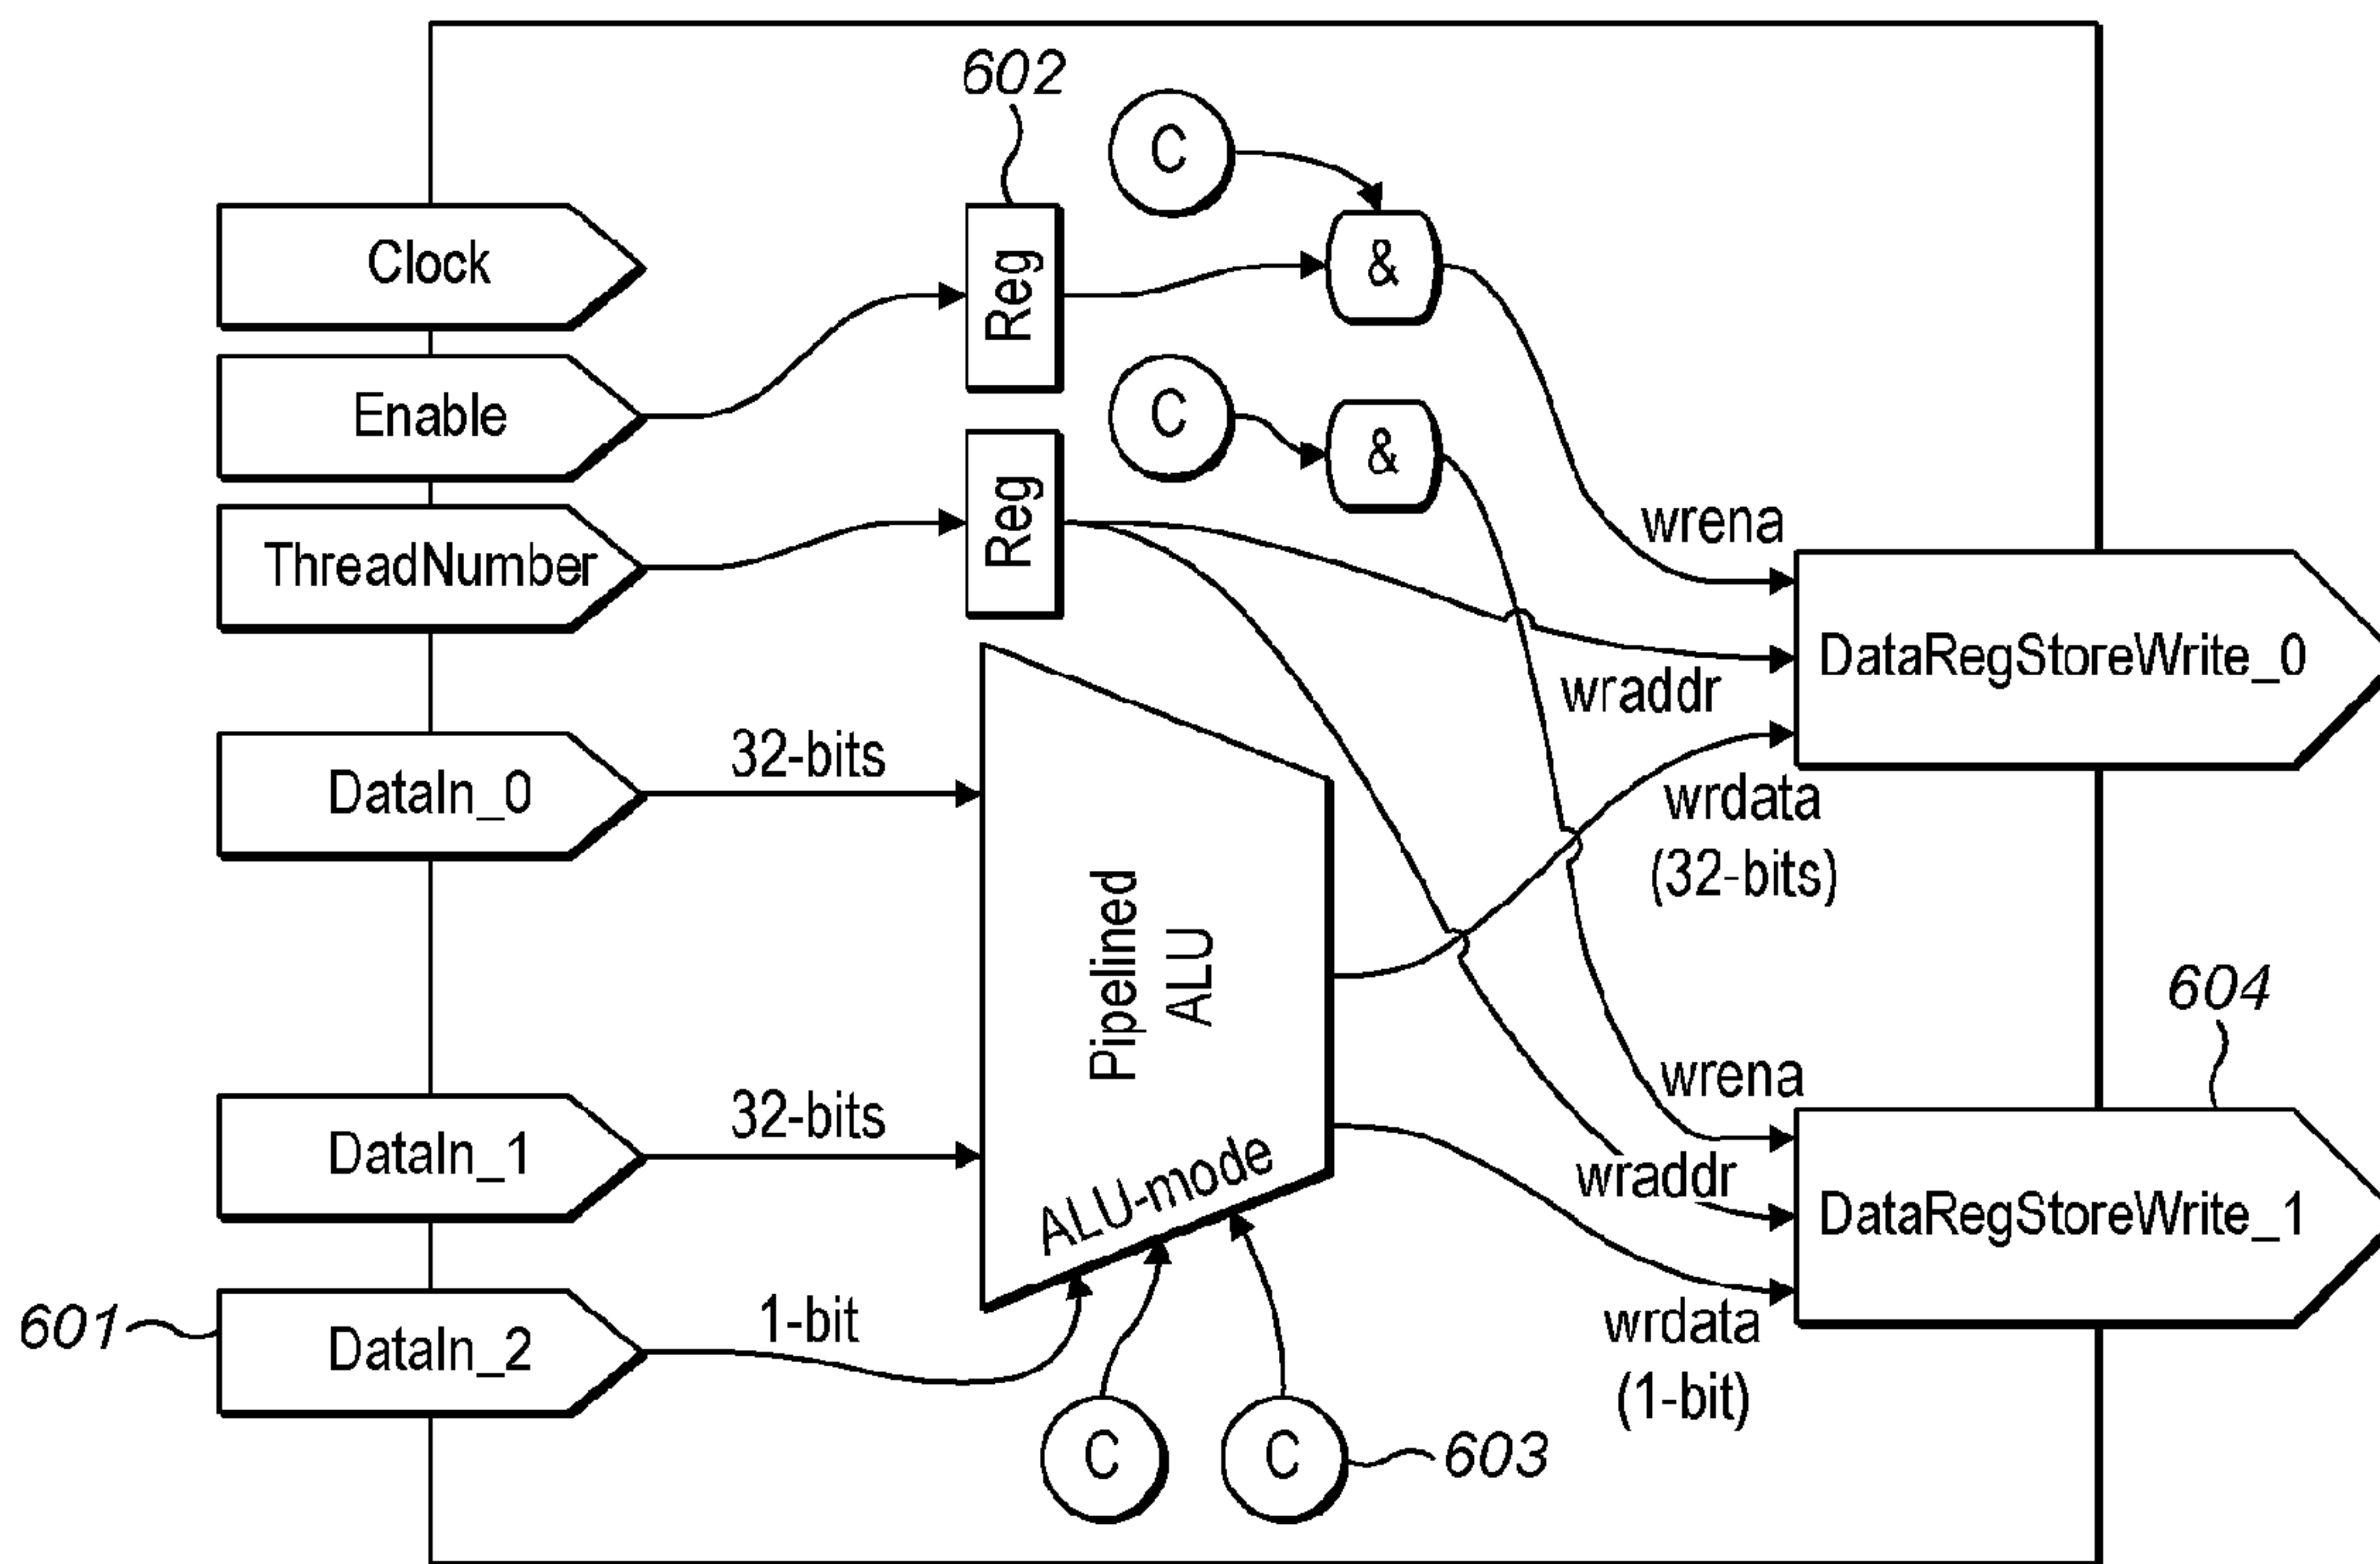 602
C
Clock
Reg
&
Enable
C
&
ThreadNumber
Reg
wrena
DataRegStoreWrite_0
wraddr
DataIn_0
32-bits
wrdata
(32-bits)
Pipelined
ALU
604
DataIn_1
32-bits
ALU-mode
wrena
wraddr
DataRegStoreWrite_1
601
DataIn_2
1-bit
wrdata
(1-bit)
C
C
603